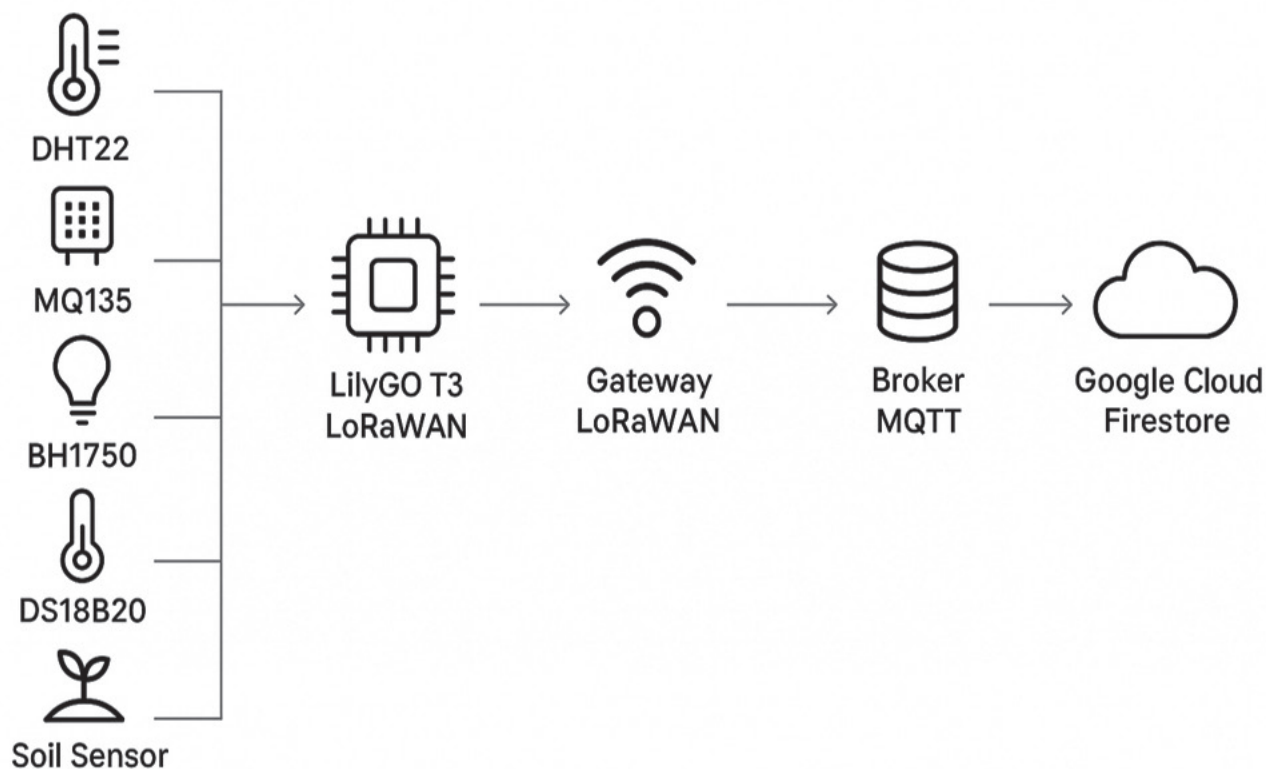 DHT22
MQ135
BH1750
DS18B20
Soil Sensor
LilyGO T3
LoRaWAN
Gateway
LoRaWAN
Broker
MQTT
Google Cloud
Firestore